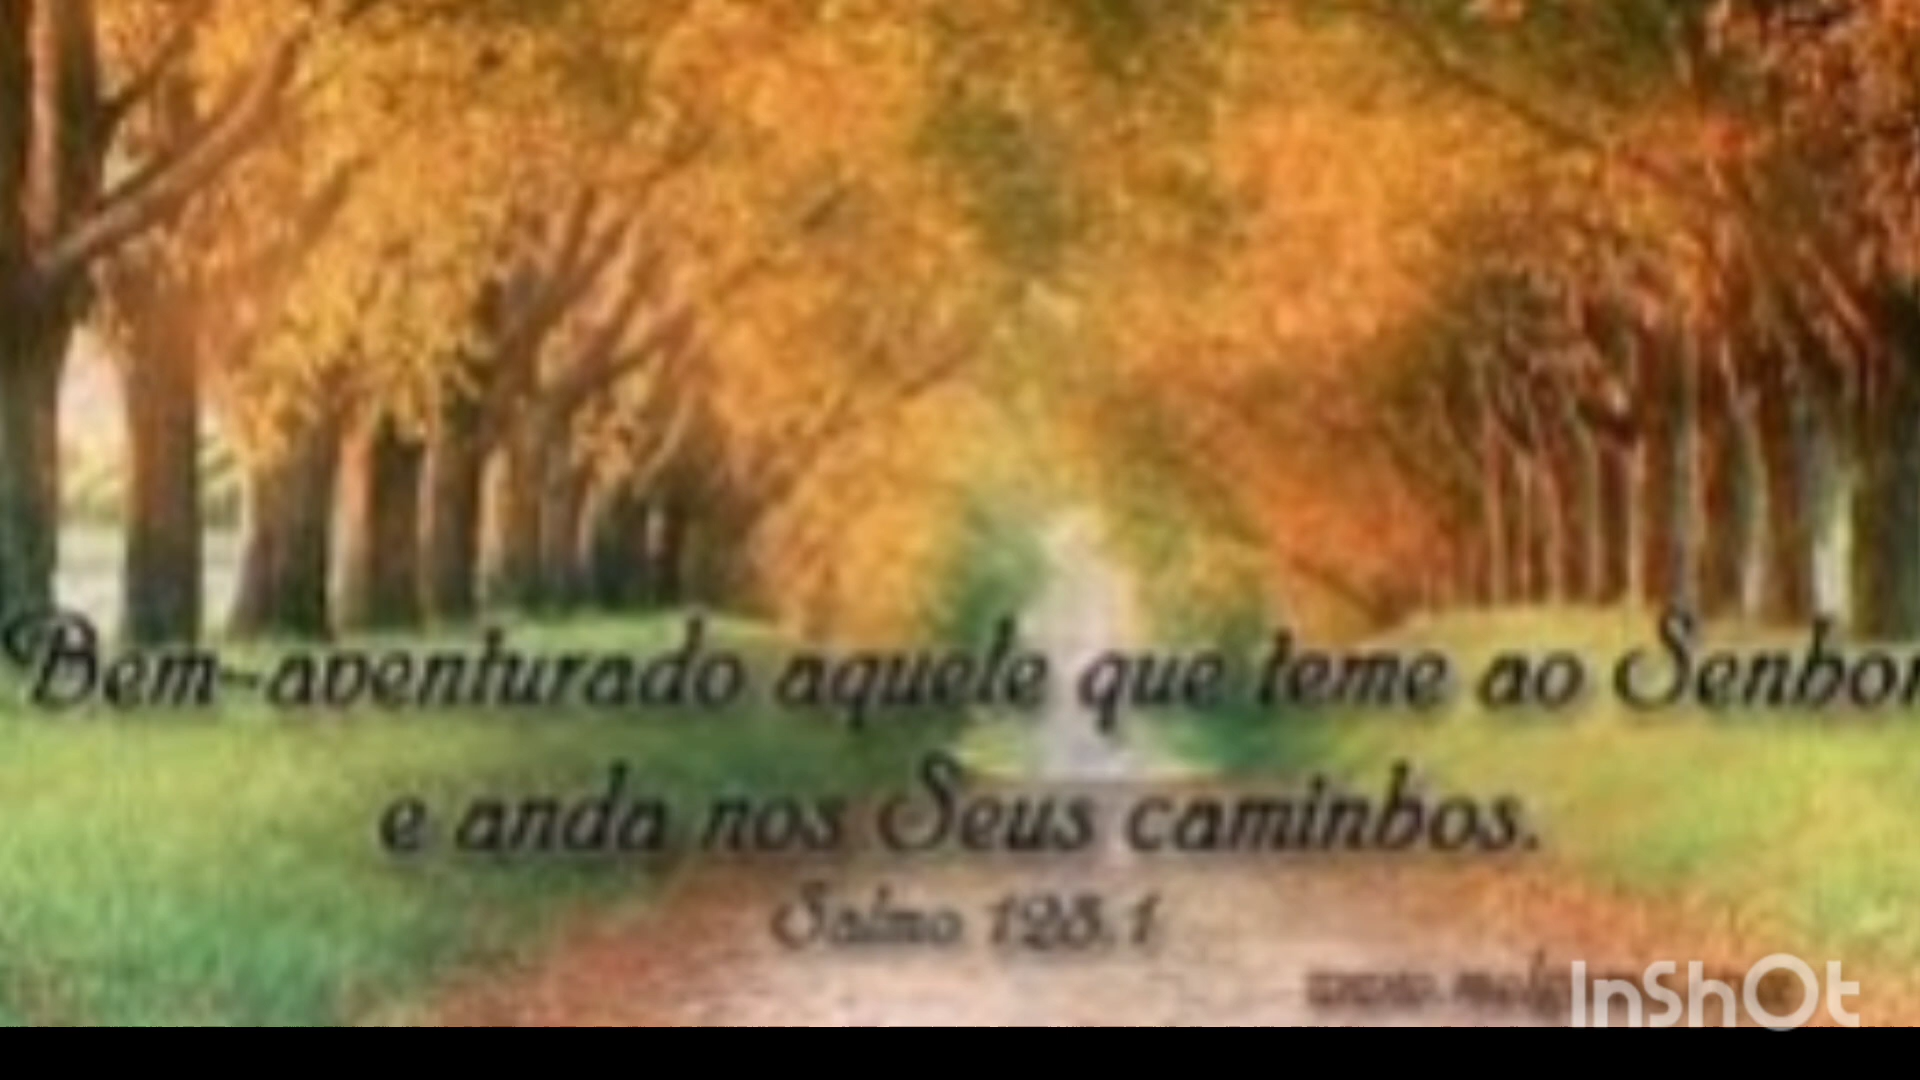 Bem-aventurado aquele que teme ao Senhor
e anda nos Seus caminhos.
Salmo 128.1
InShOt